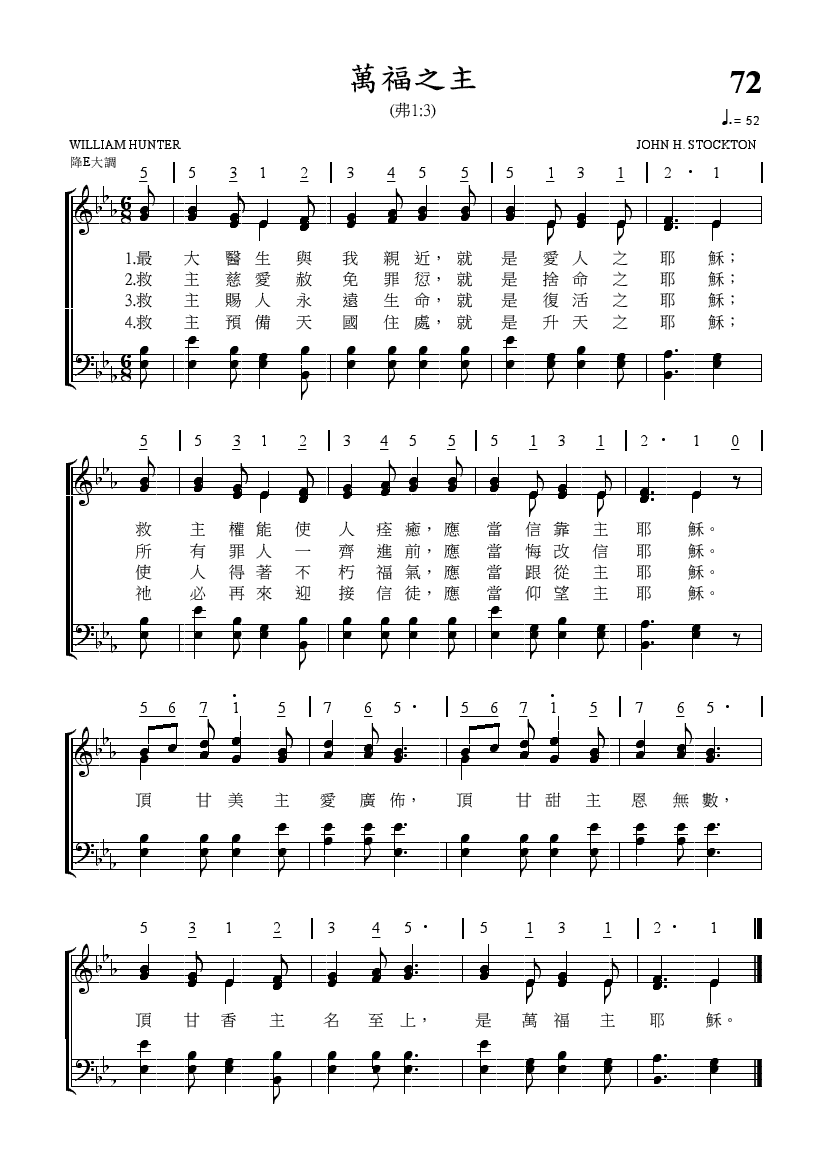 萬福之主
72
(弗1:3)
♩. = 52
WILLIAM HUNTER
JOHN H. STOCKTON
降E大調
5 | 5 3 1 2 | 3 4 5 5 | 5 1 3 1 | 2 · 1 |
1.最 大 醫 生 與 我 親 近，就 是 愛 人 之 耶 穌；
2.救 主 慈 愛 赦 免 罪 愆，就 是 捨 命 之 耶 穌；
3.救 主 賜 人 永 遠 生 命，就 是 復 活 之 耶 穌；
4.救 主 預 備 天 國 住 處，就 是 升 天 之 耶 穌；
5 | 5 3 1 2 | 3 4 5 5 | 5 1 3 1 | 2 · 1 0 |
救 主 權 能 使 人 痊 癒，應 當 信 靠 主 耶 穌。
所 有 罪 人 一 齊 進 前，應 當 悔 改 信 耶 穌。
使 人 得 著 不 朽 福 氣，應 當 跟 從 主 耶 穌。
祂 必 再 來 迎 接 信 徒，應 當 仰 望 主 耶 穌。
5 6 7 1 5 | 7 6 5 · | 5 6 7 1 5 | 7 6 5 · |
頂 甘 美 主 愛 廣 佈， 頂 甘 甜 主 恩 無 數，
5 3 1 2 | 3 4 5 · | 5 1 3 1 | 2 · 1
頂 甘 香 主 名 至 上， 是 萬 福 主 耶 穌。